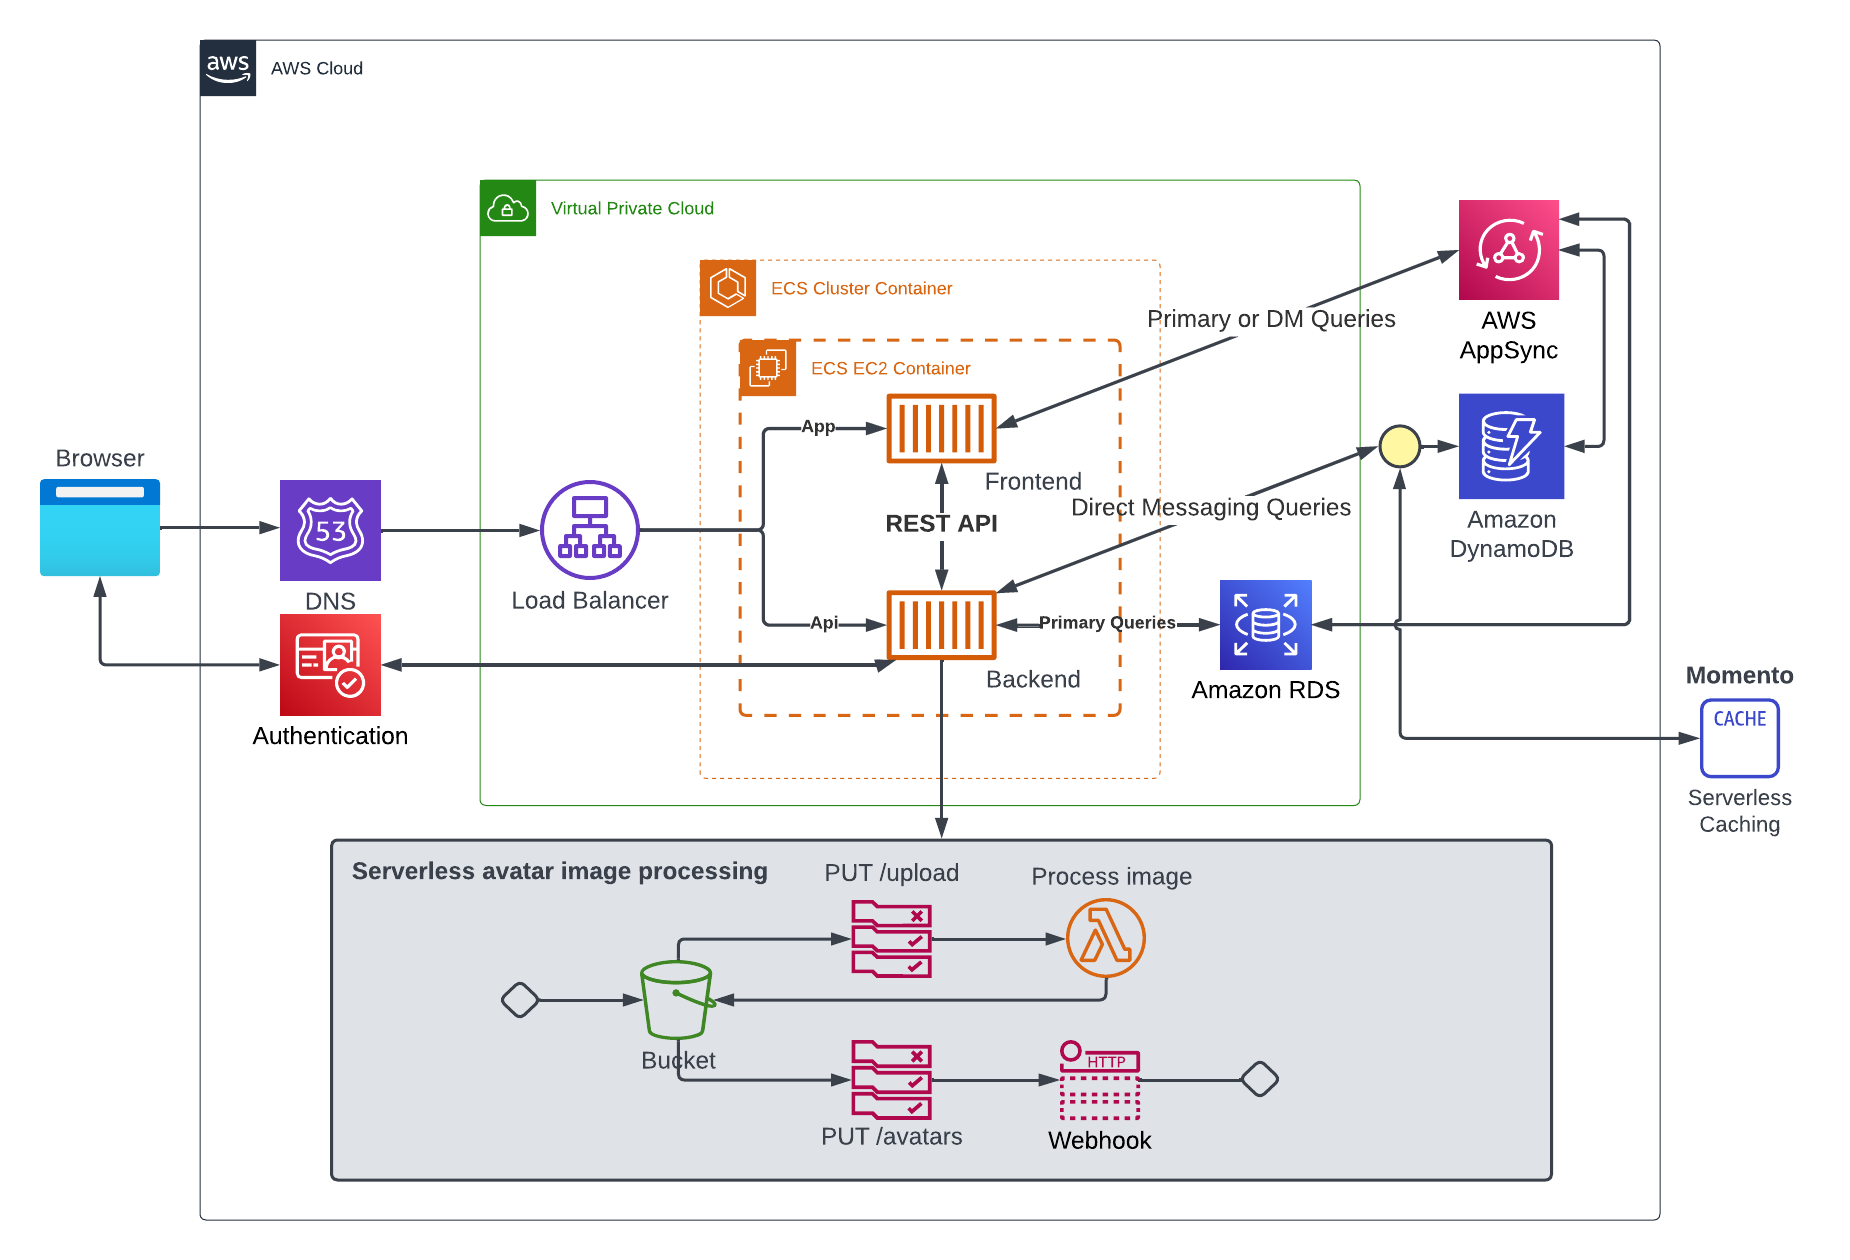 aws
AWS Cloud
Virtual Private Cloud
ECS Cluster Container
ECS EC2 Container
Primary or DM Queries
AWS
AppSync
App
Browser
Frontend
Direct Messaging Queries
REST API
53
Amazon
DynamoDB
DNS
Load Balancer
Api
Primary Queries
Backend
Amazon RDS
Authentication
Momento
CACHE
Serverless
Caching
Serverless avatar image processing
PUT /upload
Process image
Bucket
HTTP
PUT /avatars
Webhook